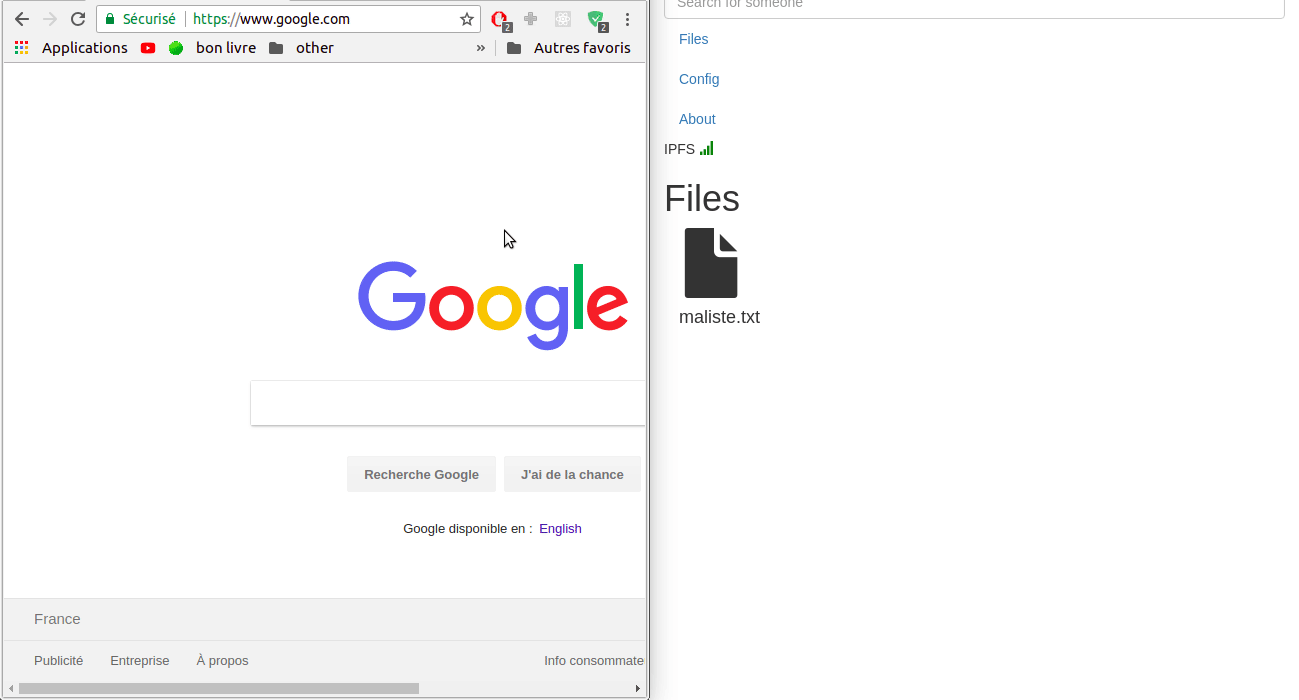 Sécurisé https://www.google.com
2
2
Applications bon livre other » Autres favoris
Google
Recherche Google J'ai de la chance
Google disponible en : English
France
Publicité Entreprise À propos Info consommate
Search for someone
Files
Config
About
IPFS
Files
maliste.txt